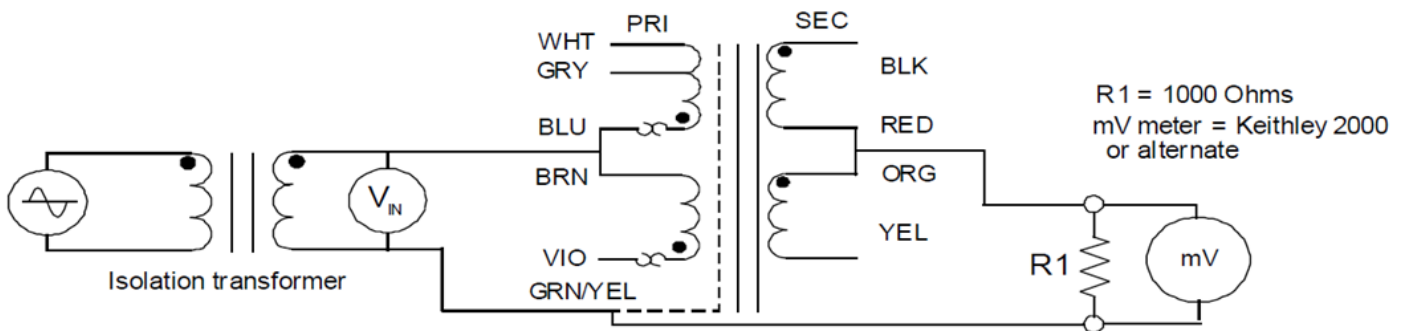 PRI
SEC
WHT
GRY
BLK
BLU
RED
R1 = 1000 Ohms
mV meter = Keithley 2000
or alternate
BRN
ORG
VIN
VIO
YEL
GRN/YEL
R1
mV
Isolation transformer